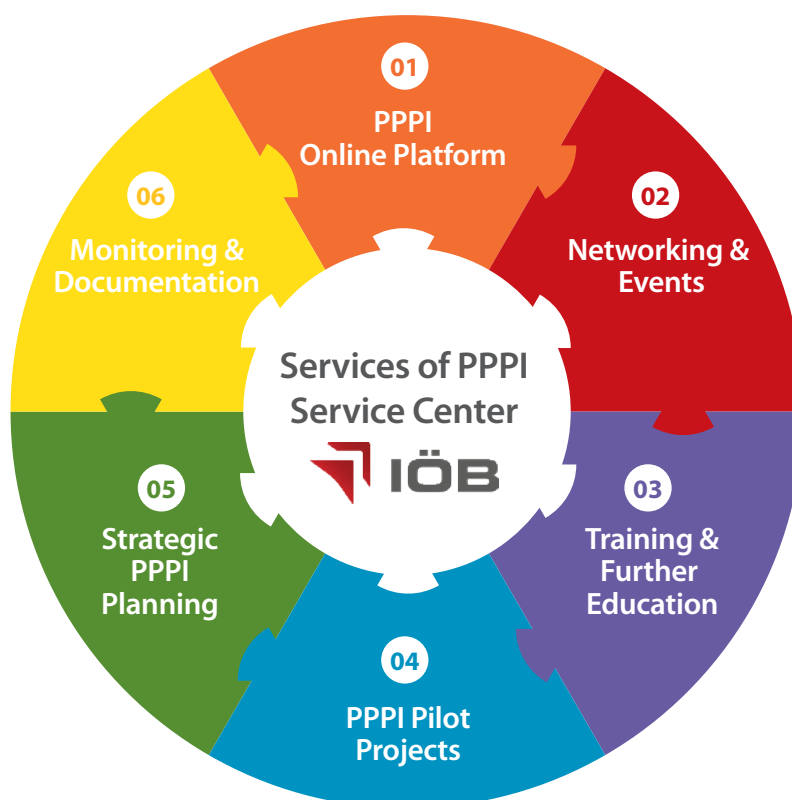 01
PPPI
Online Platform
02
Networking &
Events
03
Training &
Further
Education
04
PPPI Pilot
Projects
05
Strategic
PPPI
Planning
06
Monitoring &
Documentation
Services of PPPI
Service Center
IÖB